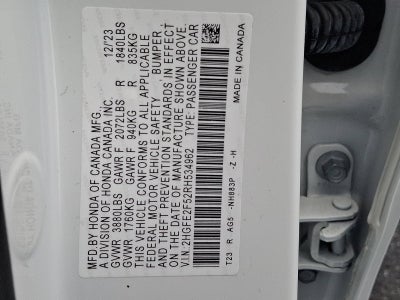 MFD BY HONDA OF CANADA MFG.
A DIVISION OF HONDA CANADA INC. 12/23
GVWR 3880LBS GAWR F 2072LBS R 1840LBS
GVWR 1760KG GAWR F 940KG R 835KG
THIS VEHICLE CONFORMS TO ALL APPLICABLE
FEDERAL MOTOR VEHICLE SAFETY BUMPER
AND THEFT PREVENTION STANDARDS IN EFFECT
ON THE DATE OF MANUFACTURE SHOWN ABOVE.
V.I.N.: 2HGFE2F52RH534962 TYPE: PASSENGER CAR
T23 R AG5 -NH883P -Z -H
MADE IN CANADA